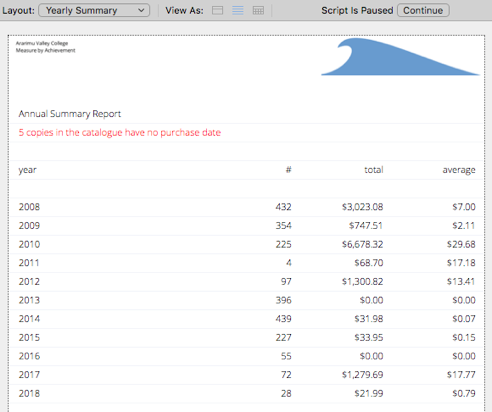 Layout: Yearly Summary View As: Script Is Paused Continue
Ararimu Valley College
Measure by Achievement
Annual Summary Report
5 copies in the catalogue have no purchase date
year # total average
2008 432 $3,023.08 $7.00
2009 354 $747.51 $2.11
2010 225 $6,678.32 $29.68
2011 4 $68.70 $17.18
2012 97 $1,300.82 $13.41
2013 396 $0.00 $0.00
2014 439 $31.98 $0.07
2015 227 $33.95 $0.15
2016 55 $0.00 $0.00
2017 72 $1,279.69 $17.77
2018 28 $21.99 $0.79